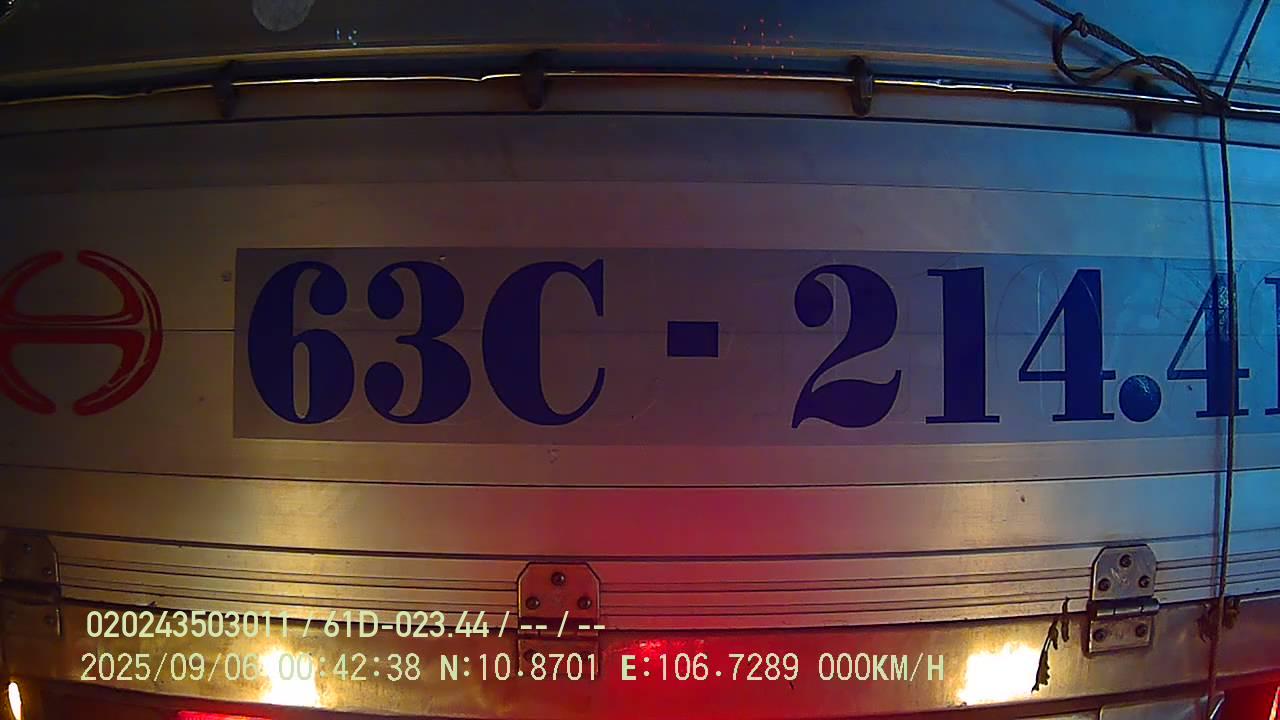 63C - 214.4
020243503011 / 61D-023.44 / -- / --
2025/09/06 00:42:38 N:10.8701 E:106.7289 000KM/H